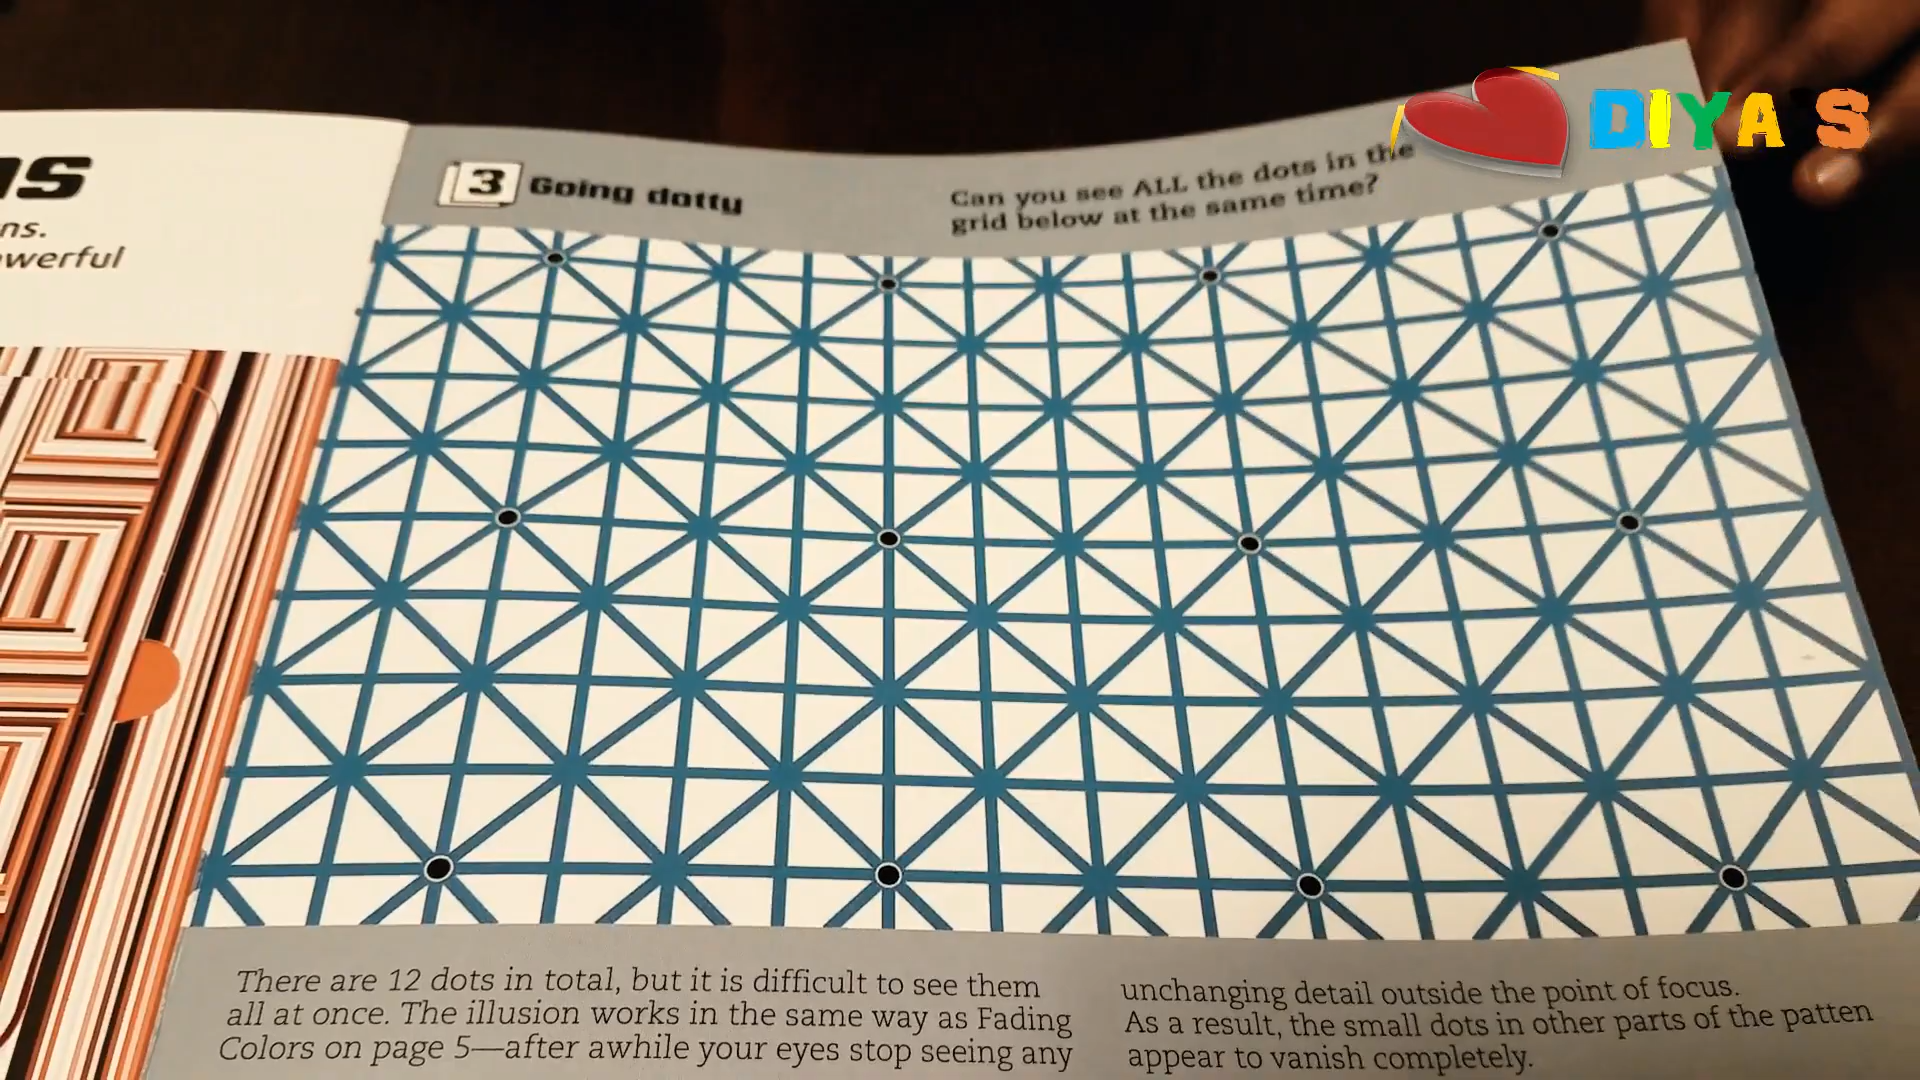 ns.
owerful
3 Going dotty
Can you see ALL the dots in the
grid below at the same time?
DIYA'S
There are 12 dots in total, but it is difficult to see them
all at once. The illusion works in the same way as Fading
Colors on page 5—after awhile your eyes stop seeing any
unchanging detail outside the point of focus.
As a result, the small dots in other parts of the patten
appear to vanish completely.